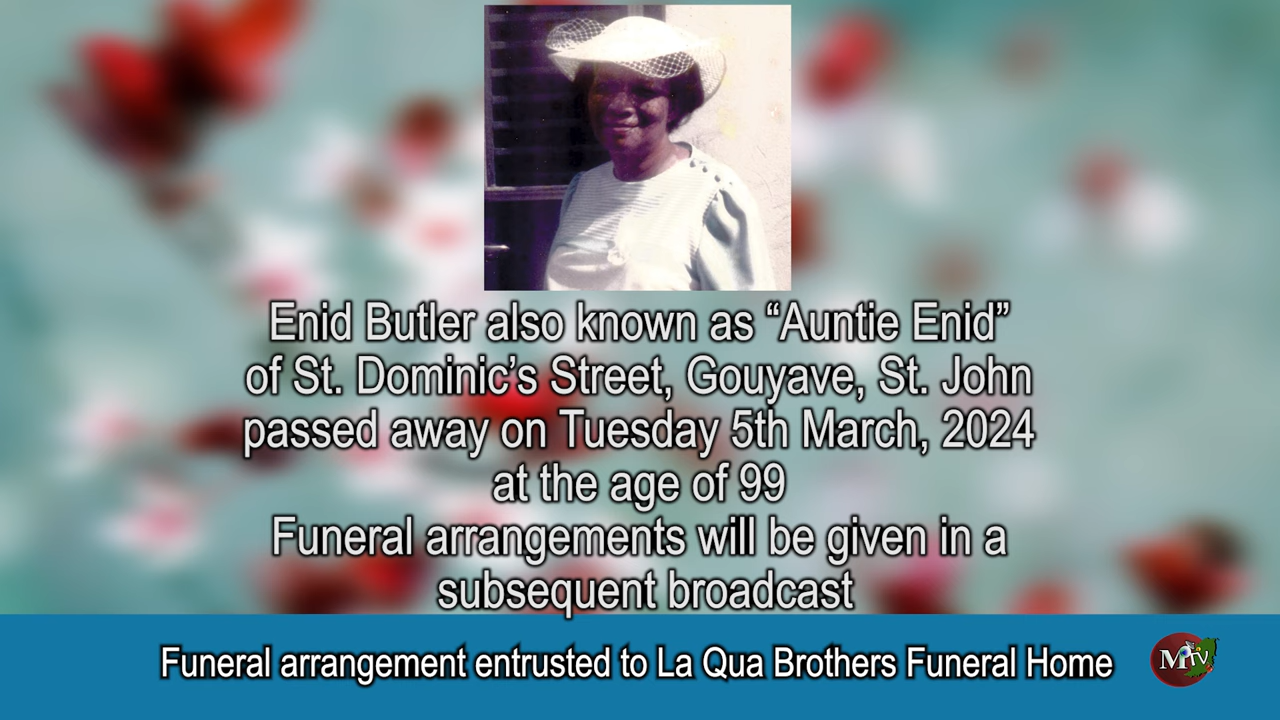 Enid Butler also known as “Auntie Enid”
of St. Dominic’s Street, Gouyave, St. John
passed away on Tuesday 5th March, 2024
at the age of 99
Funeral arrangements will be given in a
subsequent broadcast
Funeral arrangement entrusted to La Qua Brothers Funeral Home
MTV